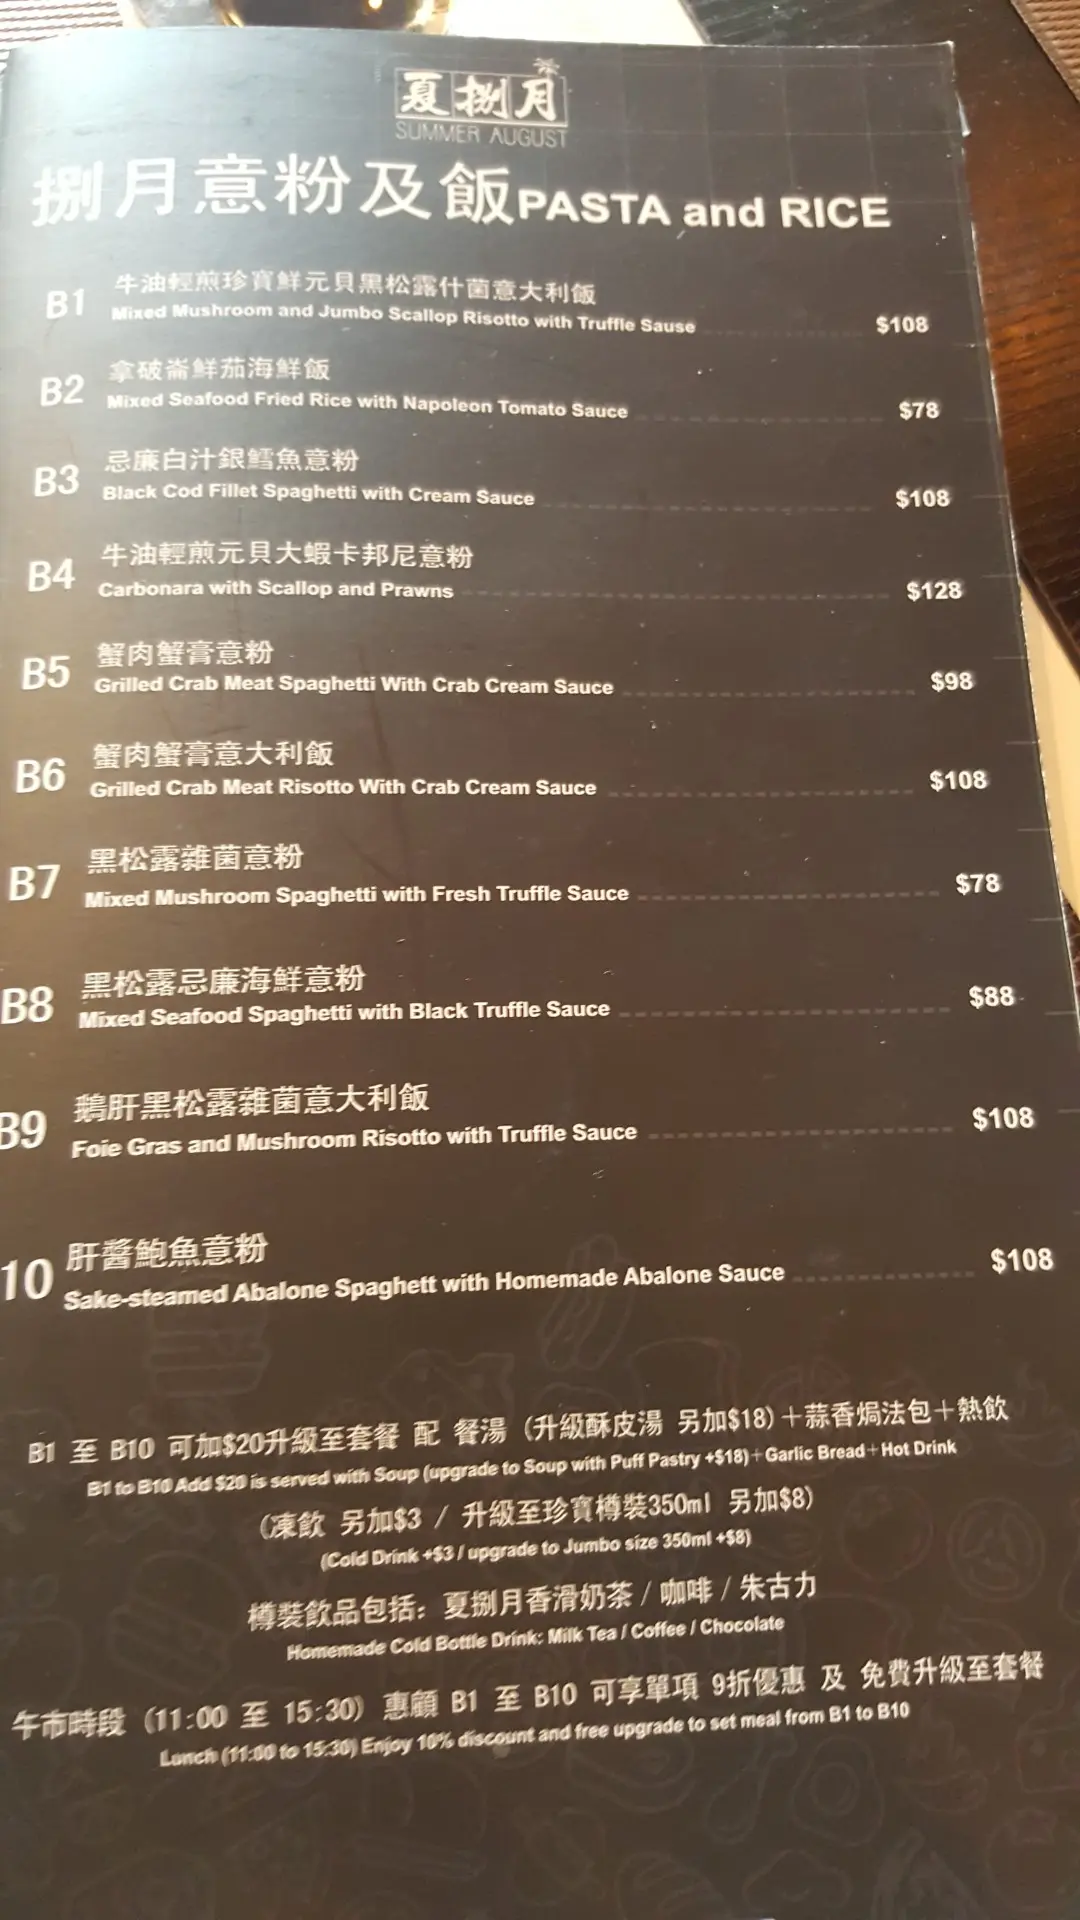 夏捌月
SUMMER AUGUST
捌月意粉及飯PASTA and RICE
B1 牛油輕煎珍寶鮮元貝黑松露什菌意大利飯
Mixed Mushroom and Jumbo Scallop Risotto with Truffle Sause $108
B2 拿破崙鮮茄海鮮飯
Mixed Seafood Fried Rice with Napoleon Tomato Sauce $78
B3 忌廉白汁銀鱈魚意粉
Black Cod Fillet Spaghetti with Cream Sauce $108
B4 牛油輕煎元貝大蝦卡邦尼意粉
Carbonara with Scallop and Prawns $128
B5 蟹肉蟹膏意粉
Grilled Crab Meat Spaghetti With Crab Cream Sauce $98
B6 蟹肉蟹膏意大利飯
Grilled Crab Meat Risotto With Crab Cream Sauce $108
B7 黑松露雜菌意粉
Mixed Mushroom Spaghetti with Fresh Truffle Sauce $78
B8 黑松露忌廉海鮮意粉
Mixed Seafood Spaghetti with Black Truffle Sauce $88
B9 鵝肝黑松露雜菌意大利飯
Foie Gras and Mushroom Risotto with Truffle Sauce $108
10 肝醬鮑魚意粉
Sake-steamed Abalone Spaghett with Homemade Abalone Sauce $108
B1 至 B10 可加$20升級至套餐 配 餐湯 (升級酥皮湯 另加$18)＋蒜香焗法包＋熱飲
B1 to B10 Add $20 is served with Soup (upgrade to Soup with Puff Pastry +$18)+Garlic Bread+Hot Drink
(凍飲 另加$3 / 升級至珍寶樽裝350ml 另加$8)
(Cold Drink +$3 / upgrade to Jumbo size 350ml +$8)
樽裝飲品包括: 夏捌月香滑奶茶 / 咖啡 / 朱古力
Homemade Cold Bottle Drink: Milk Tea / Coffee / Chocolate
午市時段 (11:00 至 15:30) 惠顧 B1 至 B10 可享單項 9折優惠 及 免費升級至套餐
Lunch (11:00 to 15:30) Enjoy 10% discount and free upgrade to set meal from B1 to B10